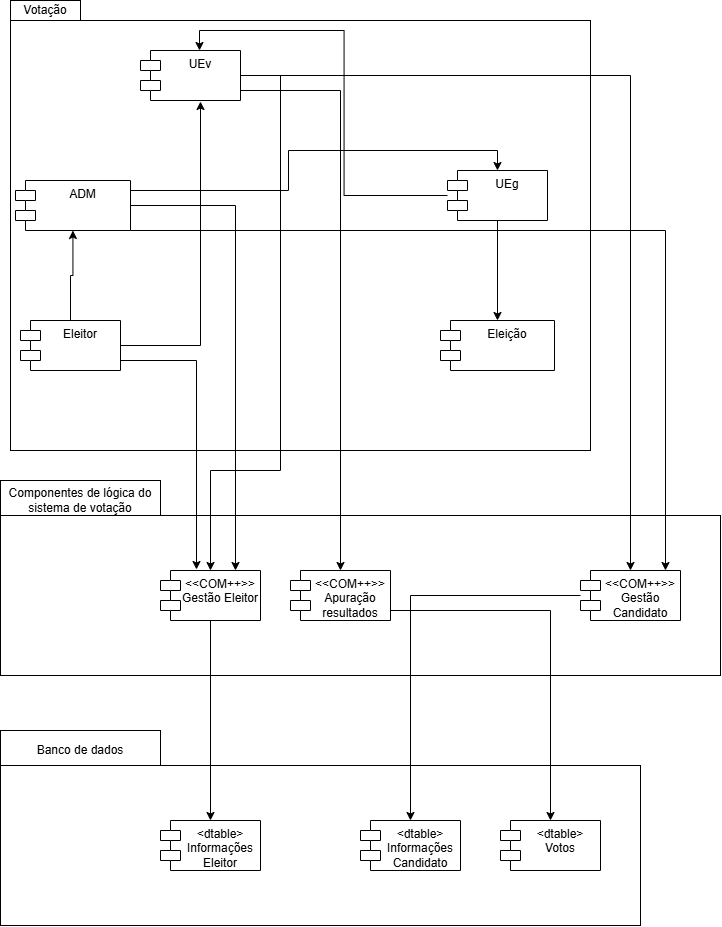 Votação
UEv
ADM
UEg
Eleitor
Eleição
Componentes de lógica do
sistema de votação
<<COM++>>
Gestão Eleitor
<<COM++>>
Apuração
resultados
<<COM++>>
Gestão
Candidato
Banco de dados
<dtable>
Informações
Eleitor
<dtable>
Informações
Candidato
<dtable>
Votos